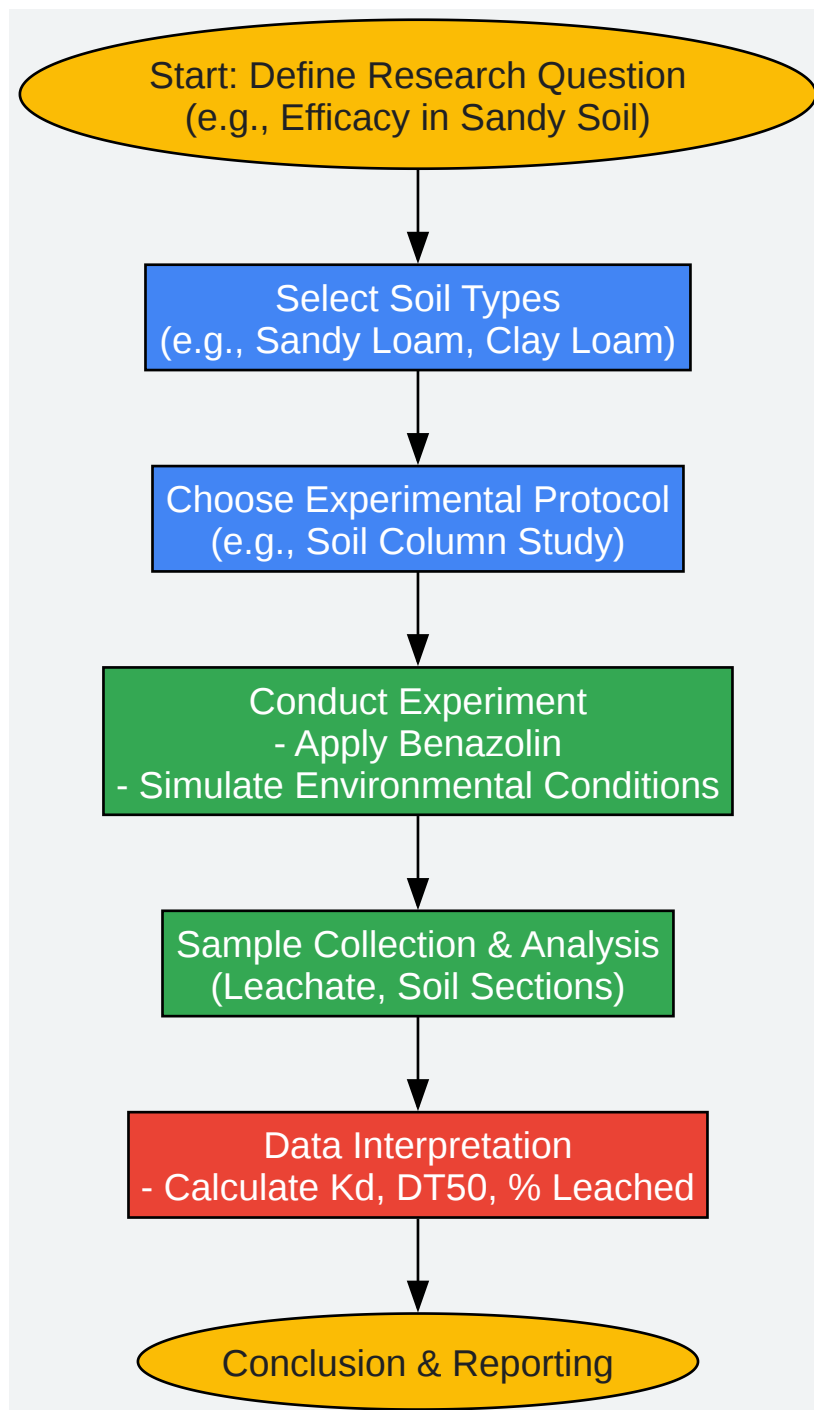 Start: Define Research Question
(e.g., Efficacy in Sandy Soil)
Select Soil Types
(e.g., Sandy Loam, Clay Loam)
Choose Experimental Protocol
(e.g., Soil Column Study)
Conduct Experiment
- Apply Benazolin
- Simulate Environmental Conditions
Sample Collection & Analysis
(Leachate, Soil Sections)
Data Interpretation
- Calculate Kd, DT50, % Leached
Conclusion & Reporting